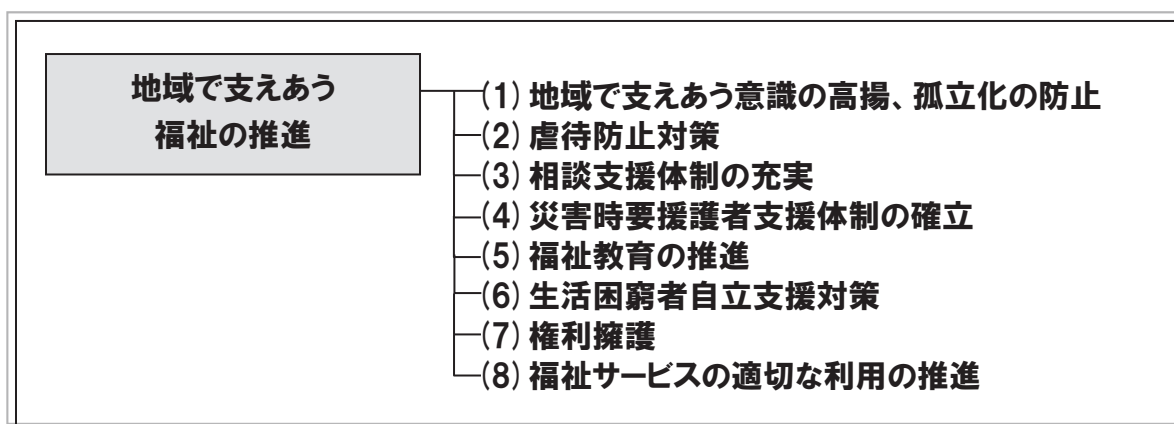 地域で支えあう
福祉の推進
(1) 地域で支えあう意識の高揚、孤立化の防止
(2) 虐待防止対策
(3) 相談支援体制の充実
(4) 災害時要援護者支援体制の確立
(5) 福祉教育の推進
(6) 生活困窮者自立支援対策
(7) 権利擁護
(8) 福祉サービスの適切な利用の推進